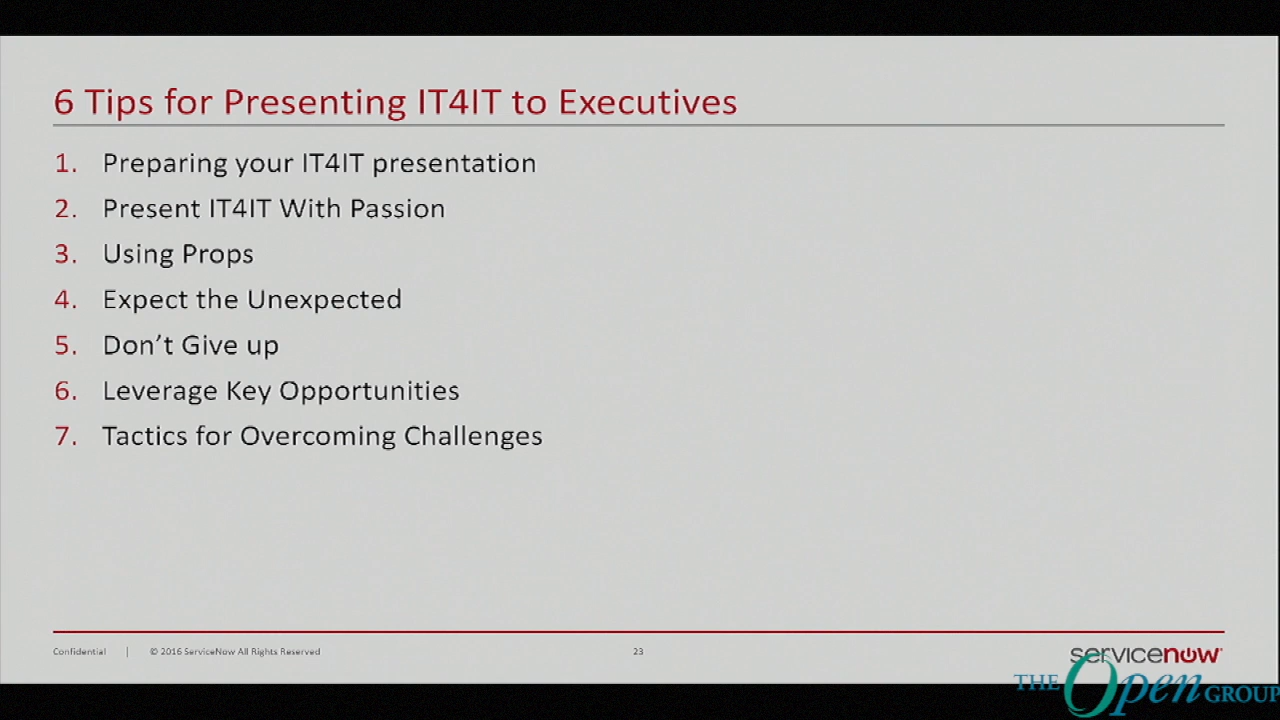 6 Tips for Presenting IT4IT to Executives
1. Preparing your IT4IT presentation
2. Present IT4IT With Passion
3. Using Props
4. Expect the Unexpected
5. Don’t Give up
6. Leverage Key Opportunities
7. Tactics for Overcoming Challenges
Confidential | © 2016 ServiceNow All Rights Reserved 23 servicenow
THE Open GROUP